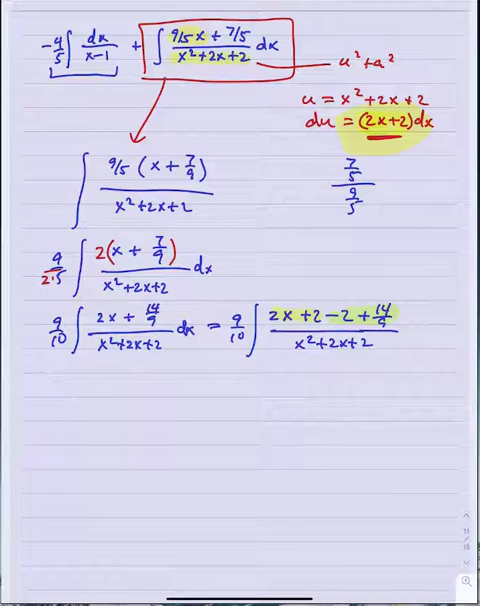 -4/5 ∫ dx/(x-1) + ∫ (9/5 x + 7/5)/(x²+2x+2) dx
u²+a²
u = x²+2x+2
du = (2x+2)dx
∫ 9/5 (x + 7/9)/(x²+2x+2)
(7/5)/(9/5)
9/(2·5) ∫ 2(x + 7/9)/(x²+2x+2) dx
9/10 ∫ (2x + 14/9)/(x²+2x+2) dx = 9/10 ∫ (2x+2-2+14/9)/(x²+2x+2)
11
/
15